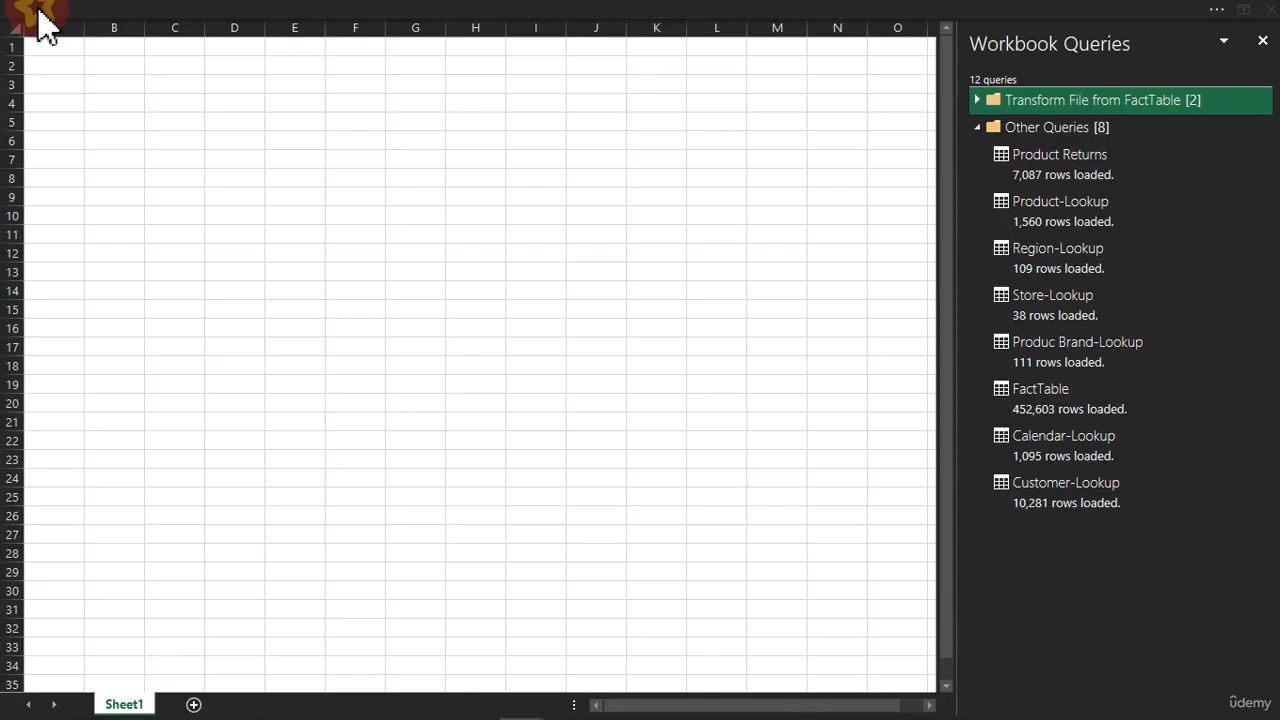 B C D E F G H I J K L M N O
Workbook Queries
12 queries
Transform File from FactTable [2]
Other Queries [8]
Product Returns
7,087 rows loaded.
Product-Lookup
1,560 rows loaded.
Region-Lookup
109 rows loaded.
Store-Lookup
38 rows loaded.
Produc Brand-Lookup
111 rows loaded.
FactTable
452,603 rows loaded.
Calendar-Lookup
1,095 rows loaded.
Customer-Lookup
10,281 rows loaded.
1
2
3
4
5
6
7
8
9
10
11
12
13
14
15
16
17
18
19
20
21
22
23
24
25
26
27
28
29
30
31
32
33
34
35
Sheet1
ûdemy